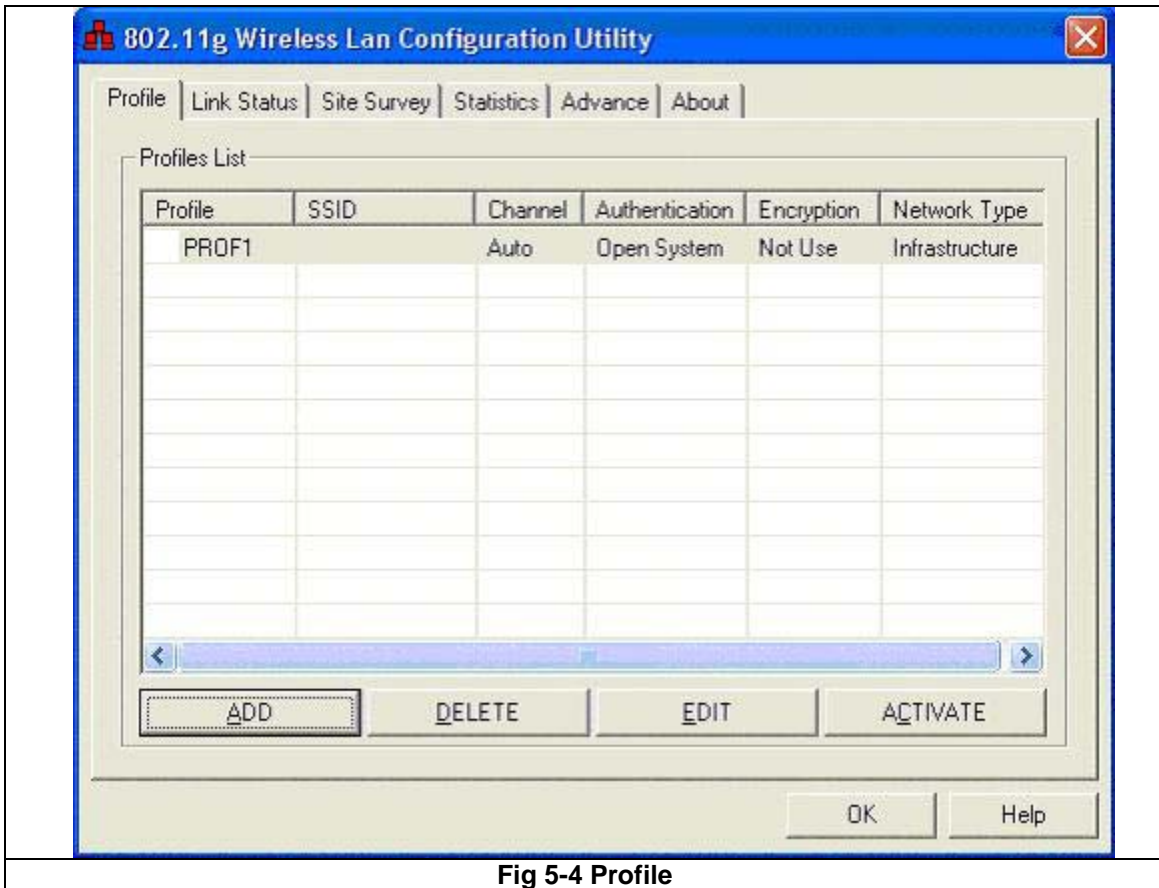 802.11g Wireless Lan Configuration Utility
Profile Link Status Site Survey Statistics Advance About
Profiles List
Profile SSID Channel Authentication Encryption Network Type
PROF1 Auto Open System Not Use Infrastructure
ADD DELETE EDIT ACTIVATE
OK Help
Fig 5-4 Profile